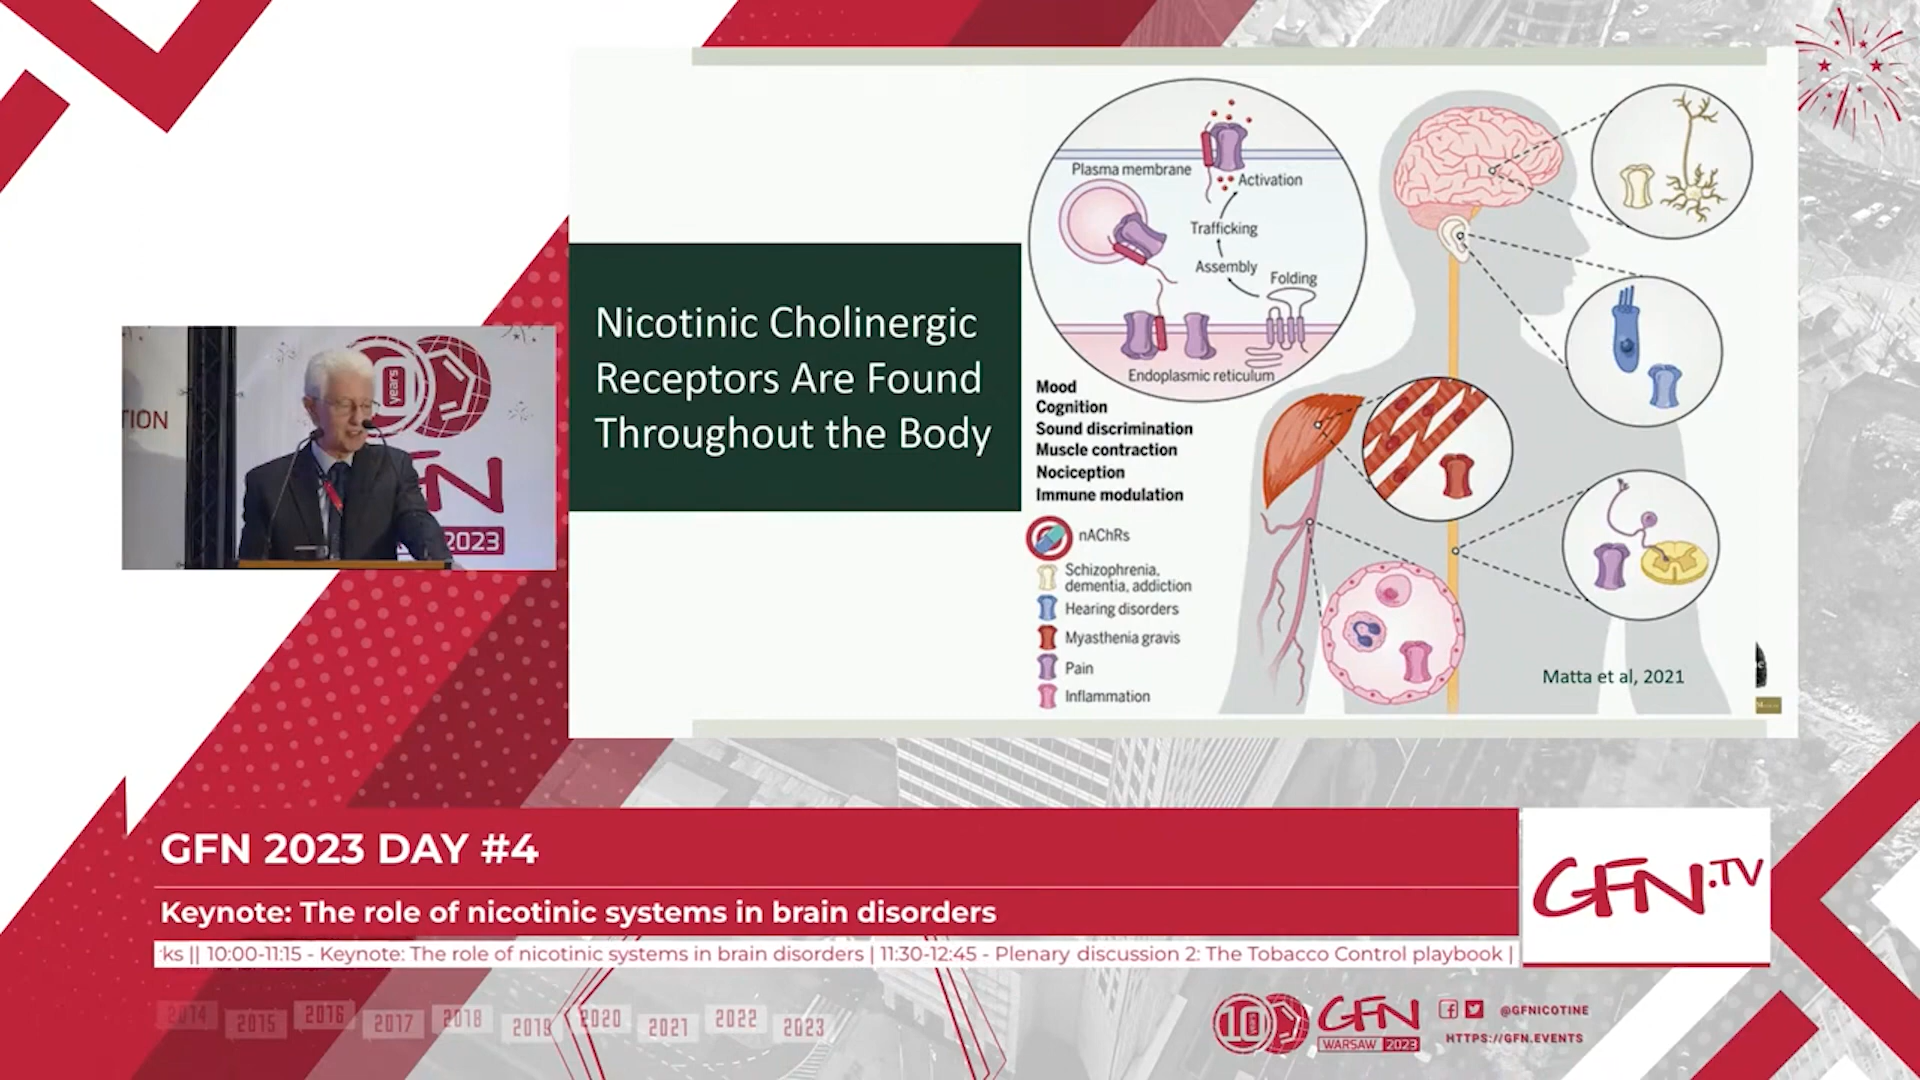 Nicotinic Cholinergic
Receptors Are Found
Throughout the Body
Plasma membrane
Activation
Trafficking
Assembly
Folding
Endoplasmic reticulum
Mood
Cognition
Sound discrimination
Muscle contraction
Nociception
Immune modulation
nAChRs
Schizophrenia,
dementia, addiction
Hearing disorders
Myasthenia gravis
Pain
Inflammation
Matta et al, 2021
TION
10
years
2023
GFN 2023 DAY #4
Keynote: The role of nicotinic systems in brain disorders
ks || 10:00-11:15 - Keynote: The role of nicotinic systems in brain disorders | 11:30-12:45 - Plenary discussion 2: The Tobacco Control playbook |
GFN.TV
2014 2015 2016 2017 2018 2019 2020 2021 2022 2023
10
GFN
WARSAW 2023
@GFNICOTINE
HTTPS://GFN.EVENTS